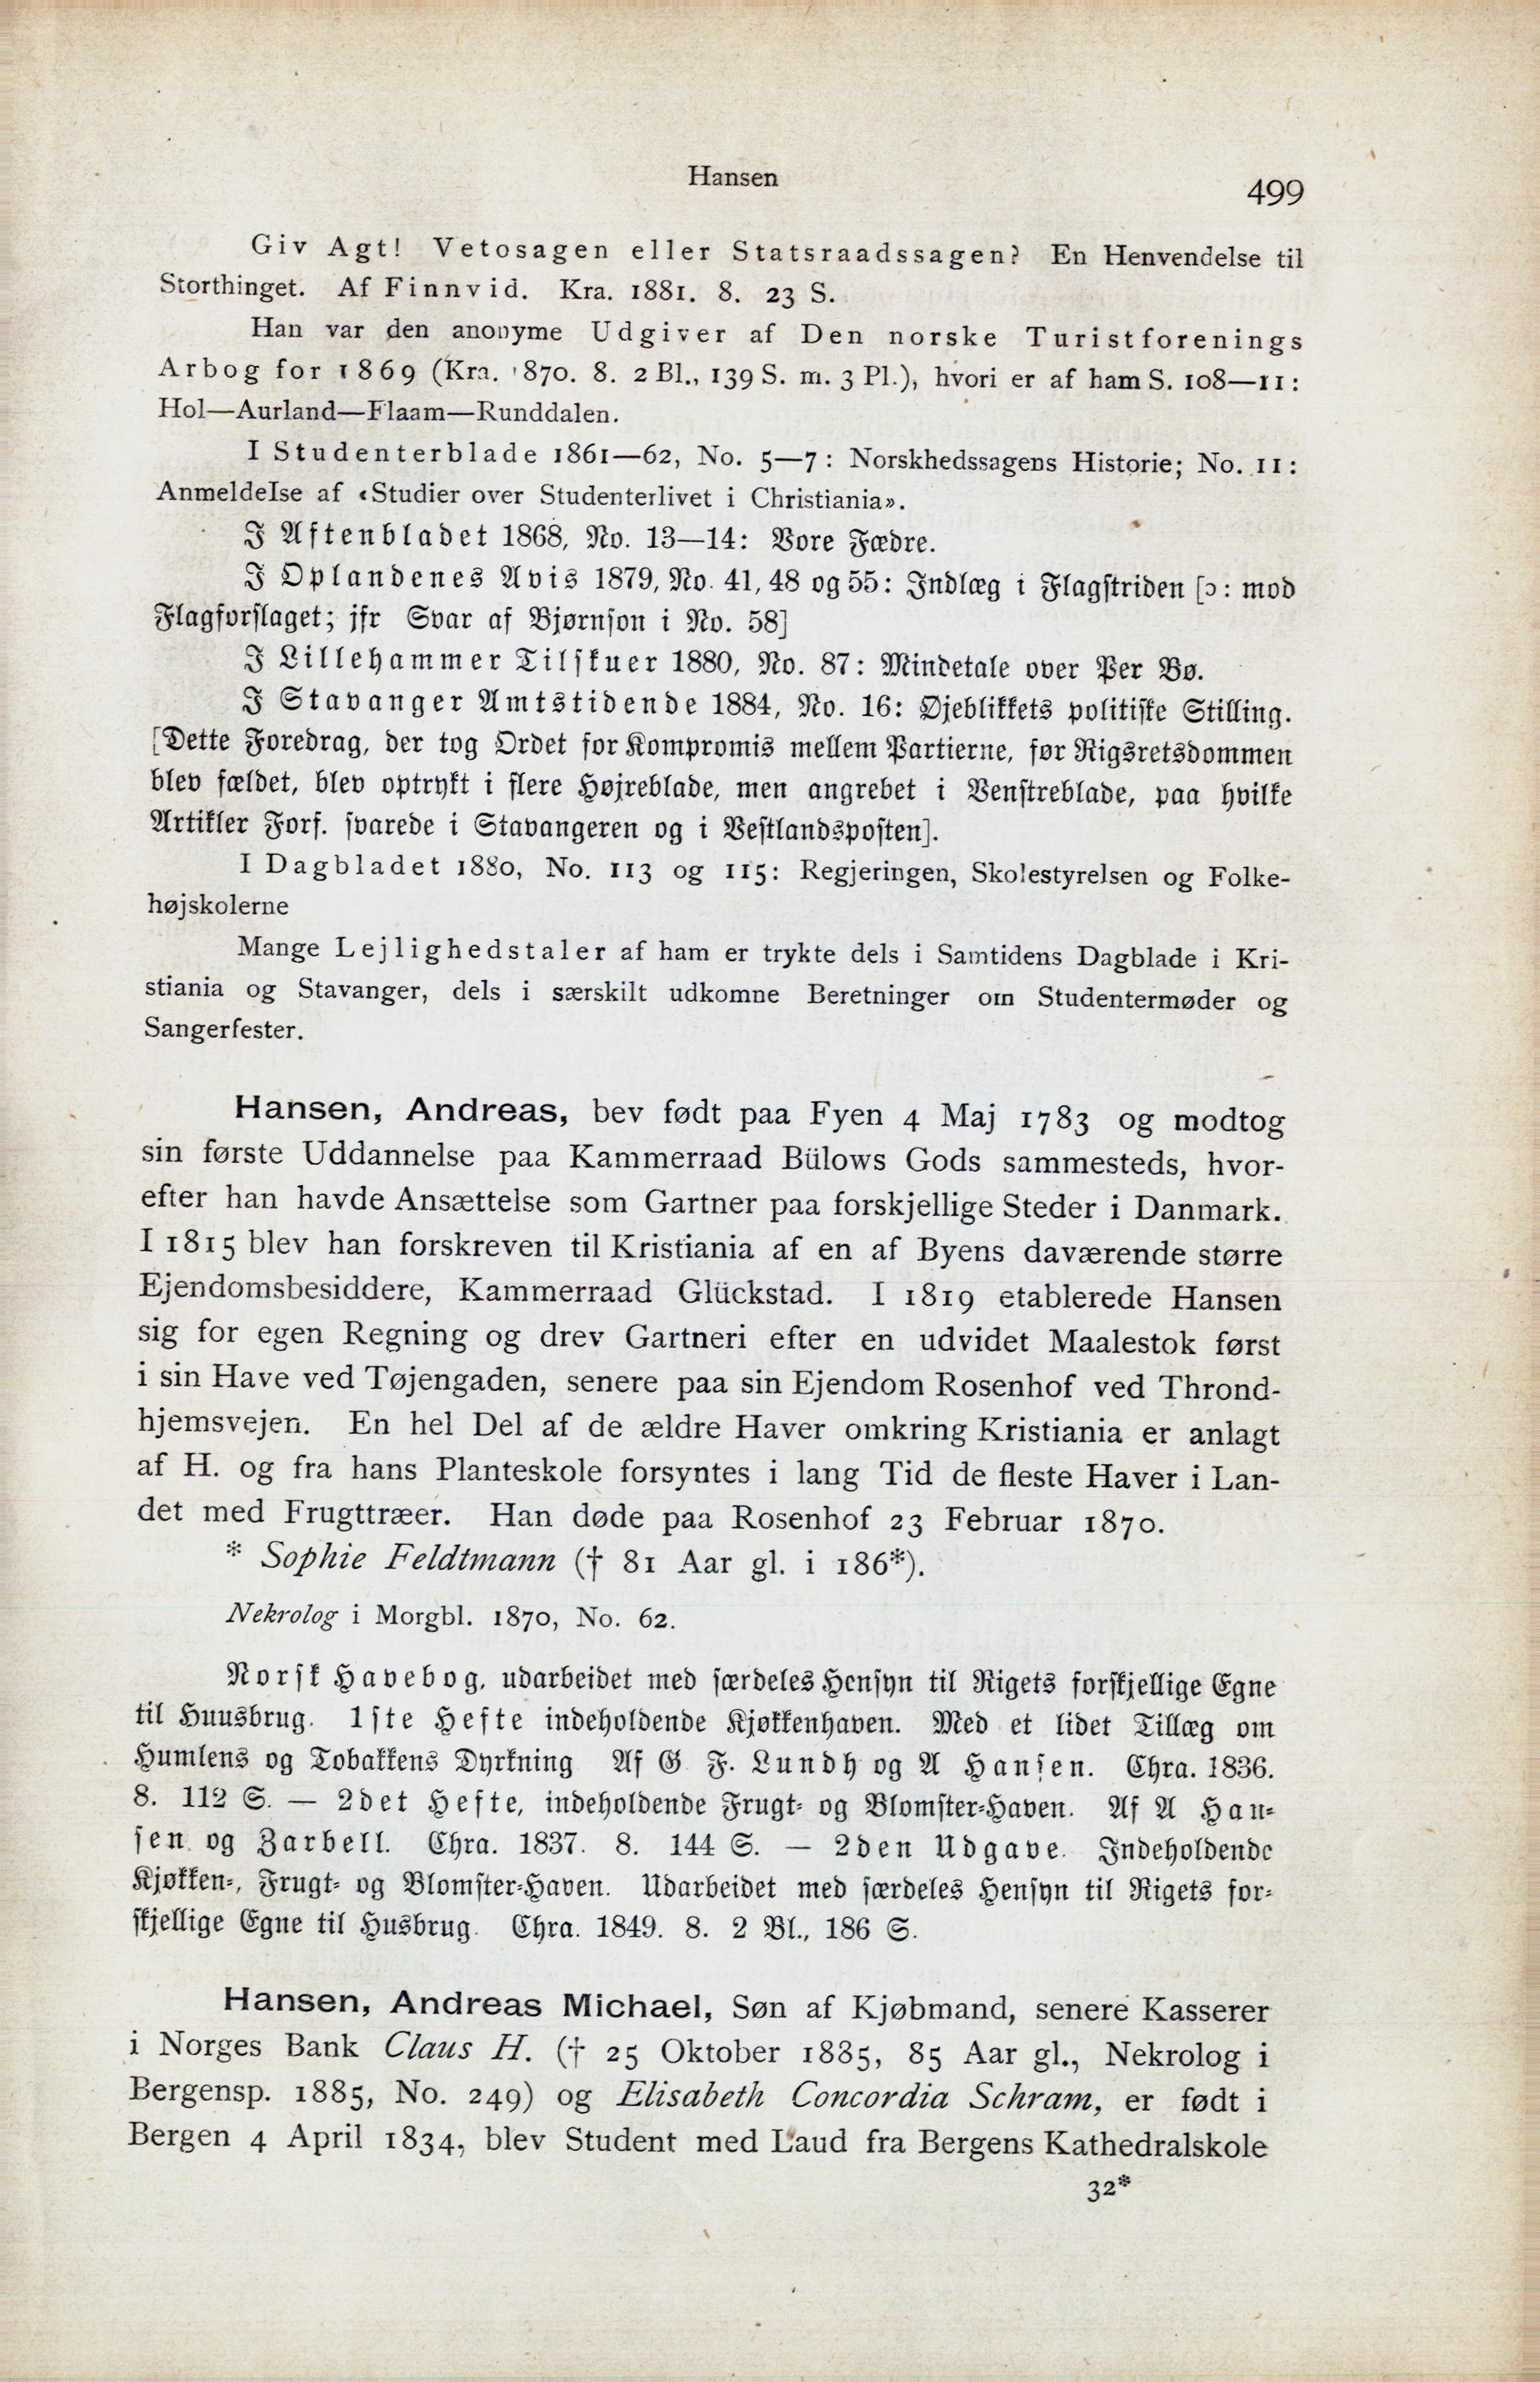 Hansen
499
Giv Agt! Vetosagen eller Statsraadssagen? En Henvendelse til
Storthinget. Af Finnvid. Kra. 1881. 8. 23 S.
Han var den anonyme Udgiver af Den norske Turistforenings
Arbog for 1869 (Kra. 1870. 8. 2 Bl., 139 S. m. 3 Pl.), hvori er af ham S. 108—11:
Hol—Aurland—Flaam—Runddalen.
I Studenterblade 1861—62, No. 5—7: Norskhedssagens Historie; No. 11:
Anmeldelse af «Studier over Studenterlivet i Christiania».
I Aftenbladet 1868, No. 13—14: Vore Fædre.
I Oplandenes Avis 1879, No. 41, 48 og 55: Indlæg i Flagstriden [ɔ: mod
Flagforslaget; jfr Svar af Bjørnson i No. 58]
I Lillehammer Tilskuer 1880, No. 87: Mindetale over Per Bø.
I Stavanger Amtstidende 1884, No. 16: Øjeblikkets politiske Stilling.
[Dette Foredrag, der tog Ordet for Kompromis mellem Partierne, før Rigsretsdommen
blev fældet, blev optrykt i flere Højreblade, men angrebet i Venstreblade, paa hvilke
Artikler Forf. svarede i Stavangeren og i Vestlandsposten].
I Dagbladet 1880, No. 113 og 115: Regjeringen, Skolestyrelsen og Folke-
højskolerne
Mange Lejlighedstaler af ham er trykte dels i Samtidens Dagblade i Kri-
stiania og Stavanger, dels i særskilt udkomne Beretninger om Studentermøder og
Sangerfester.
Hansen, Andreas, bev født paa Fyen 4 Maj 1783 og modtog
sin første Uddannelse paa Kammerraad Bülows Gods sammesteds, hvor-
efter han havde Ansættelse som Gartner paa forskjellige Steder i Danmark.
I 1815 blev han forskreven til Kristiania af en af Byens daværende større
Ejendomsbesiddere, Kammerraad Glückstad. I 1819 etablerede Hansen
sig for egen Regning og drev Gartneri efter en udvidet Maalestok først
i sin Have ved Tøjengaden, senere paa sin Ejendom Rosenhof ved Thrond-
hjemsvejen. En hel Del af de ældre Haver omkring Kristiania er anlagt
af H. og fra hans Planteskole forsyntes i lang Tid de fleste Haver i Lan-
det med Frugttræer. Han døde paa Rosenhof 23 Februar 1870.
* Sophie Feldtmann († 81 Aar gl. i 186*).
Nekrolog i Morgbl. 1870, No. 62.
Norsk Havebog, udarbeidet med særdeles Hensyn til Rigets forskjellige Egne
til Huusbrug. 1ste Hefte indeholdende Kjøkkenhaven. Med et lidet Tillæg om
Humlens og Tobakkens Dyrkning Af G F. Lundh og A Hansen. Chra. 1836.
8. 112 S. — 2det Hefte, indeholdende Frugt- og Blomster-Haven. Af A Han-
sen og Zarbell. Chra. 1837. 8. 144 S. — 2den Udgave. Indeholdende
Kjøkken-, Frugt- og Blomster-Haven. Udarbeidet med særdeles Hensyn til Rigets for-
skjellige Egne til Husbrug. Chra. 1849. 8. 2 Bl., 186 S.
Hansen, Andreas Michael, Søn af Kjøbmand, senere Kasserer
i Norges Bank Claus H. († 25 Oktober 1885, 85 Aar gl., Nekrolog i
Bergensp. 1885, No. 249) og Elisabeth Concordia Schram, er født i
Bergen 4 April 1834, blev Student med Laud fra Bergens Kathedralskole
32*